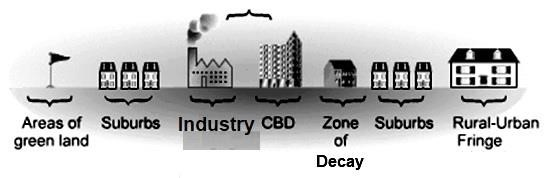 Areas of
green land
Suburbs
Industry
CBD
Zone
of
Decay
Suburbs
Rural-Urban
Fringe